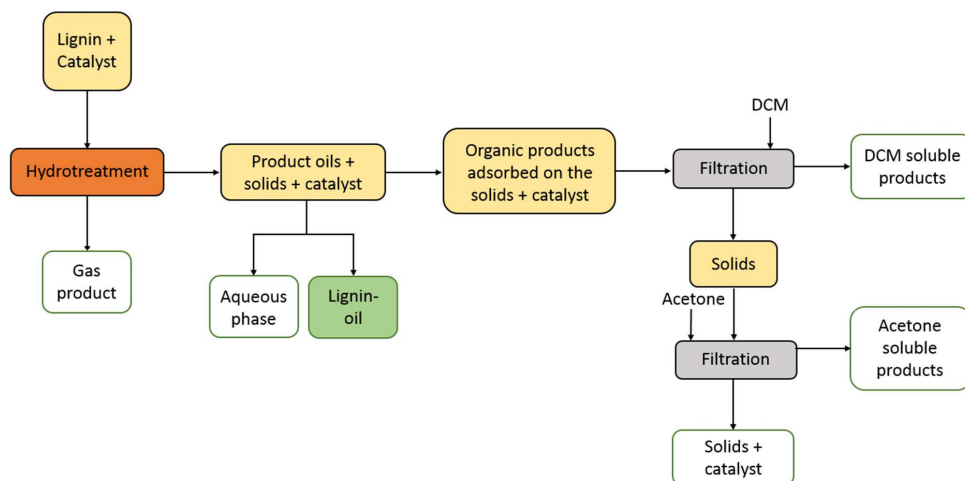 Lignin +
Catalyst
Hydrotreatment
Gas
product
Product oils +
solids + catalyst
Aqueous
phase
Lignin-
oil
Organic products
adsorbed on the
solids + catalyst
DCM
Filtration
DCM soluble
products
Solids
Acetone
Filtration
Acetone
soluble
products
Solids +
catalyst